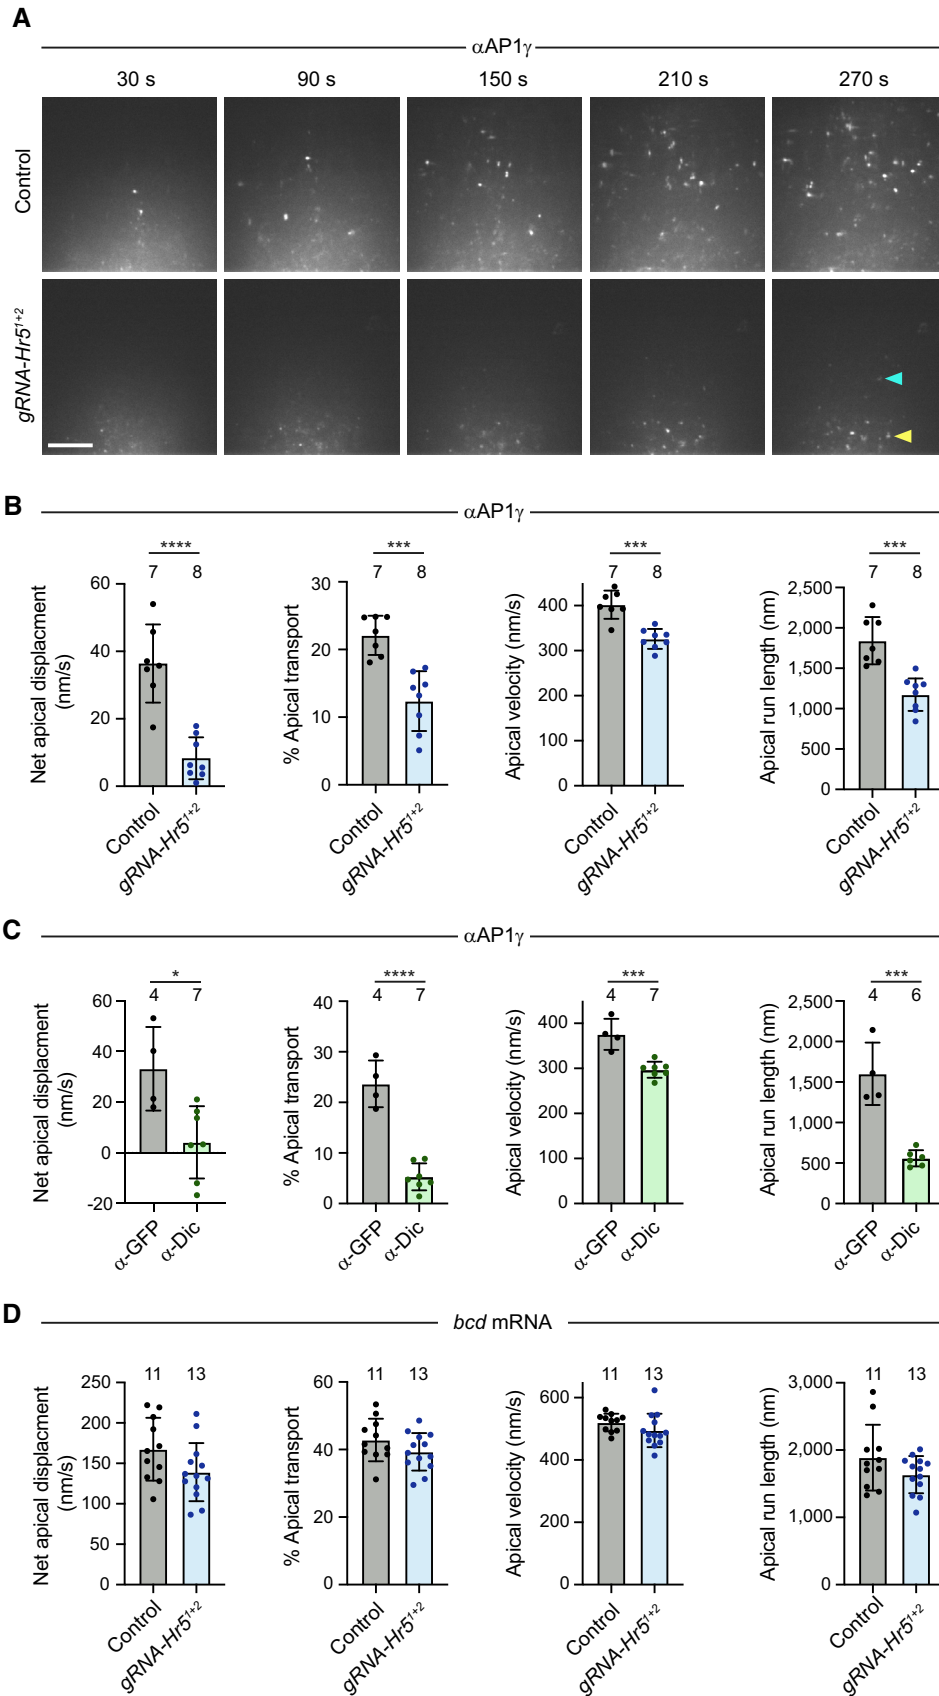 A
αAP1γ
30 s 90 s 150 s 210 s 270 s
Control
gRNA-Hr5¹⁺²
B
αAP1γ
**** *** *** ***
7 8 7 8 7 8 7 8
Net apical displacment (nm/s)
60
40
20
0
Control gRNA-Hr5¹⁺²
% Apical transport
30
20
10
0
Control gRNA-Hr5¹⁺²
Apical velocity (nm/s)
400
300
200
100
0
Control gRNA-Hr5¹⁺²
Apical run length (nm)
2,500
2,000
1,500
1,000
500
0
Control gRNA-Hr5¹⁺²
C
αAP1γ
* **** *** ***
4 7 4 7 4 7 4 6
Net apical displacment (nm/s)
60
40
20
0
-20
α-GFP α-Dic
% Apical transport
40
30
20
10
0
α-GFP α-Dic
Apical velocity (nm/s)
400
300
200
100
0
α-GFP α-Dic
Apical run length (nm)
2,500
2,000
1,500
1,000
500
0
α-GFP α-Dic
D
bcd mRNA
11 13 11 13 11 13 11 13
Net apical displacment (nm/s)
250
200
150
100
50
0
Control gRNA-Hr5¹⁺²
% Apical transport
60
40
20
0
Control gRNA-Hr5¹⁺²
Apical velocity (nm/s)
600
400
200
0
Control gRNA-Hr5¹⁺²
Apical run length (nm)
3,000
2,000
1,000
0
Control gRNA-Hr5¹⁺²